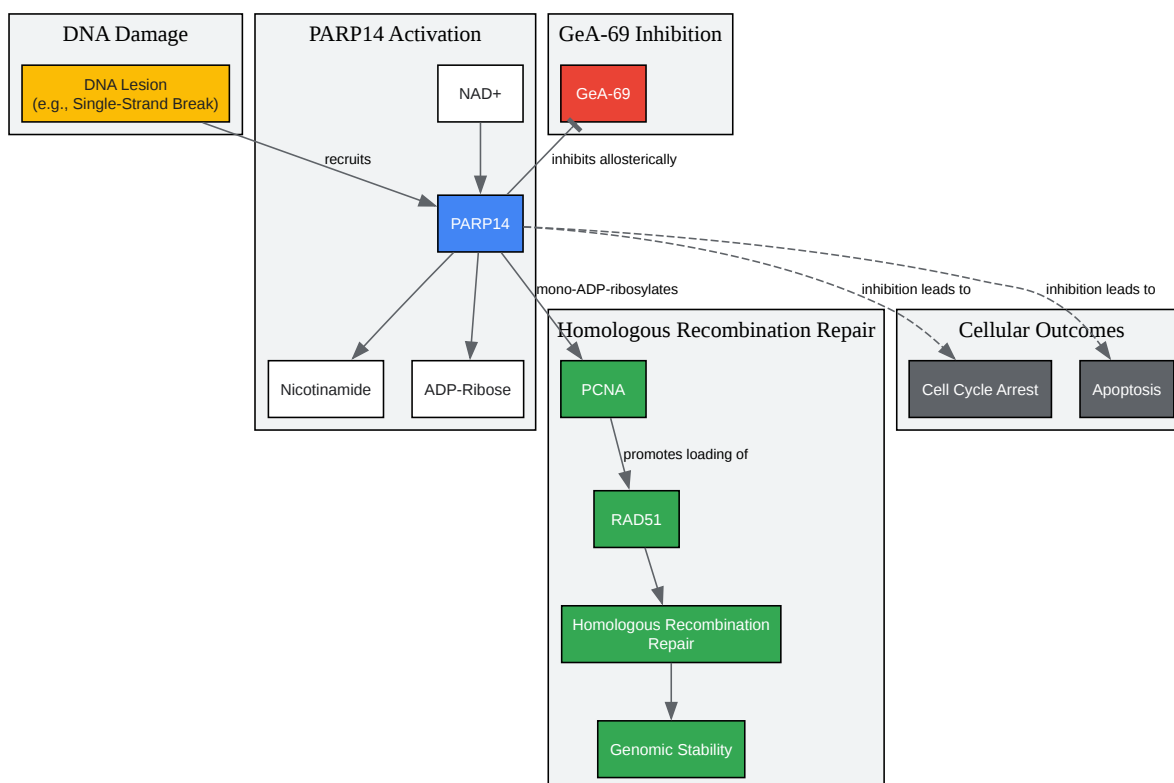 DNA Damage
PARP14 Activation
GeA-69 Inhibition
DNA Lesion
(e.g., Single-Strand Break)
NAD+
GeA-69
recruits
inhibits allosterically
PARP14
mono-ADP-ribosylates
inhibition leads to
inhibition leads to
Homologous Recombination Repair
Cellular Outcomes
Nicotinamide
ADP-Ribose
PCNA
Cell Cycle Arrest
Apoptosis
promotes loading of
RAD51
Homologous Recombination
Repair
Genomic Stability